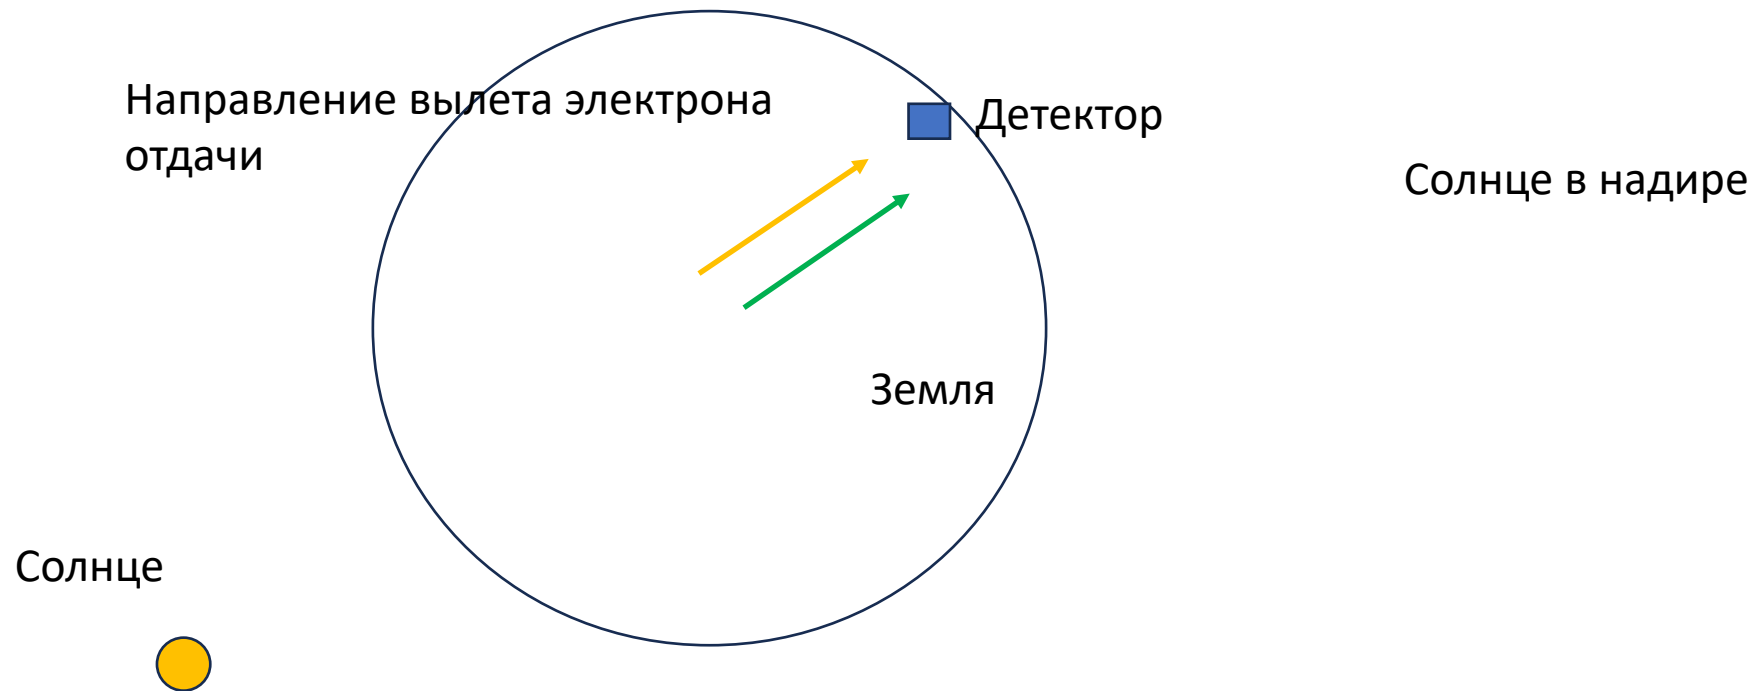 Направление вылета электрона
отдачи
Детектор
Солнце в надире
Земля
Солнце